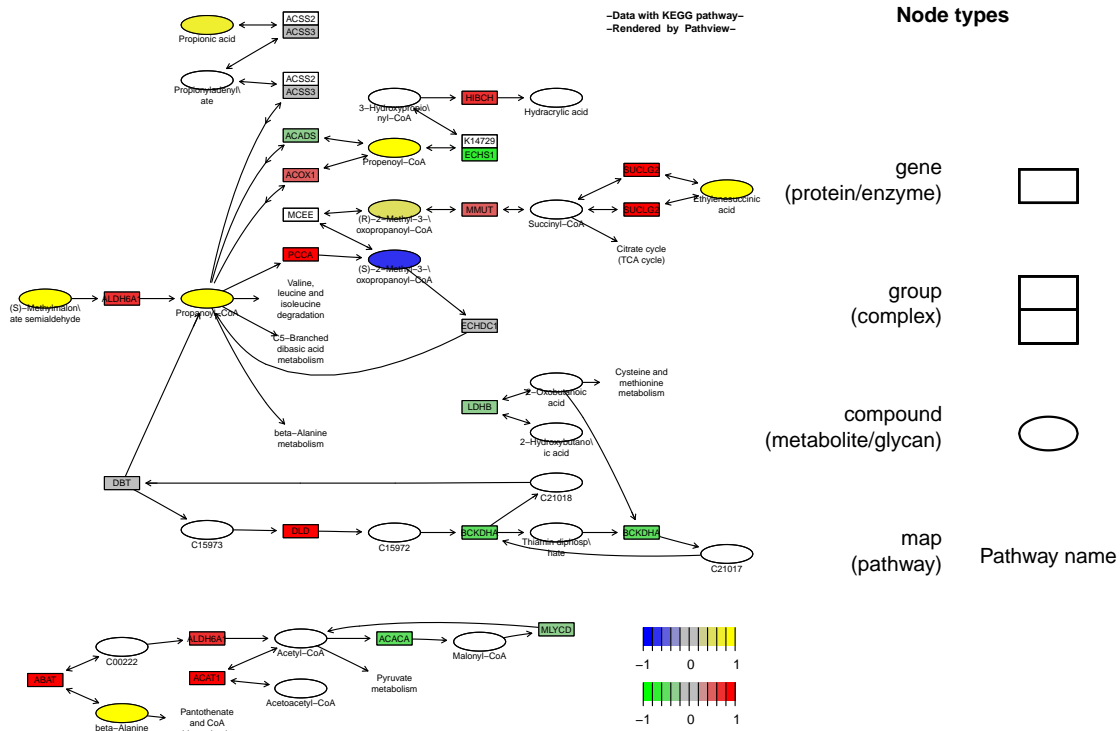 −Data with KEGG pathway−
−Rendered by Pathview−
Node types
ACSS2
ACSS3
Propionic acid
ACSS2
ACSS3
Propionyladenyl\
ate
3−Hydroxypropio\
nyl−CoA
HIBCH
Hydracrylic acid
ACADS
Propenoyl−CoA
K14729
ECHS1
ACOX1
MCEE
(R)−2−Methyl−3−\
oxopropanoyl−CoA
MMUT
Succinyl−CoA
SUCLG2
SUCLG2
Ethylenesuccinic
acid
Citrate cycle
(TCA cycle)
PCCA
(S)−2−Methyl−3−\
oxopropanoyl−CoA
(S)−Methylmalon\
ate semialdehyde
ALDH6A1
Propanoyl−CoA
Valine,
leucine and
isoleucine
degradation
C5−Branched
dibasic acid
metabolism
ECHDC1
beta−Alanine
metabolism
2−Oxobutanoic
acid
Cysteine and
methionine
metabolism
LDHB
2−Hydroxybutano\
ic acid
DBT
C21018
C15973
DLD
C15972
BCKDHA
Thiamin diphosp\
hate
BCKDHA
C21017
gene
(protein/enzyme)
group
(complex)
compound
(metabolite/glycan)
map
(pathway)
Pathway name
C00222
ALDH6A1
Acetyl−CoA
ACACA
Malonyl−CoA
MLYCD
ABAT
ACAT1
Acetoacetyl−CoA
Pyruvate
metabolism
beta−Alanine
Pantothenate
and CoA
−1 0 1
−1 0 1